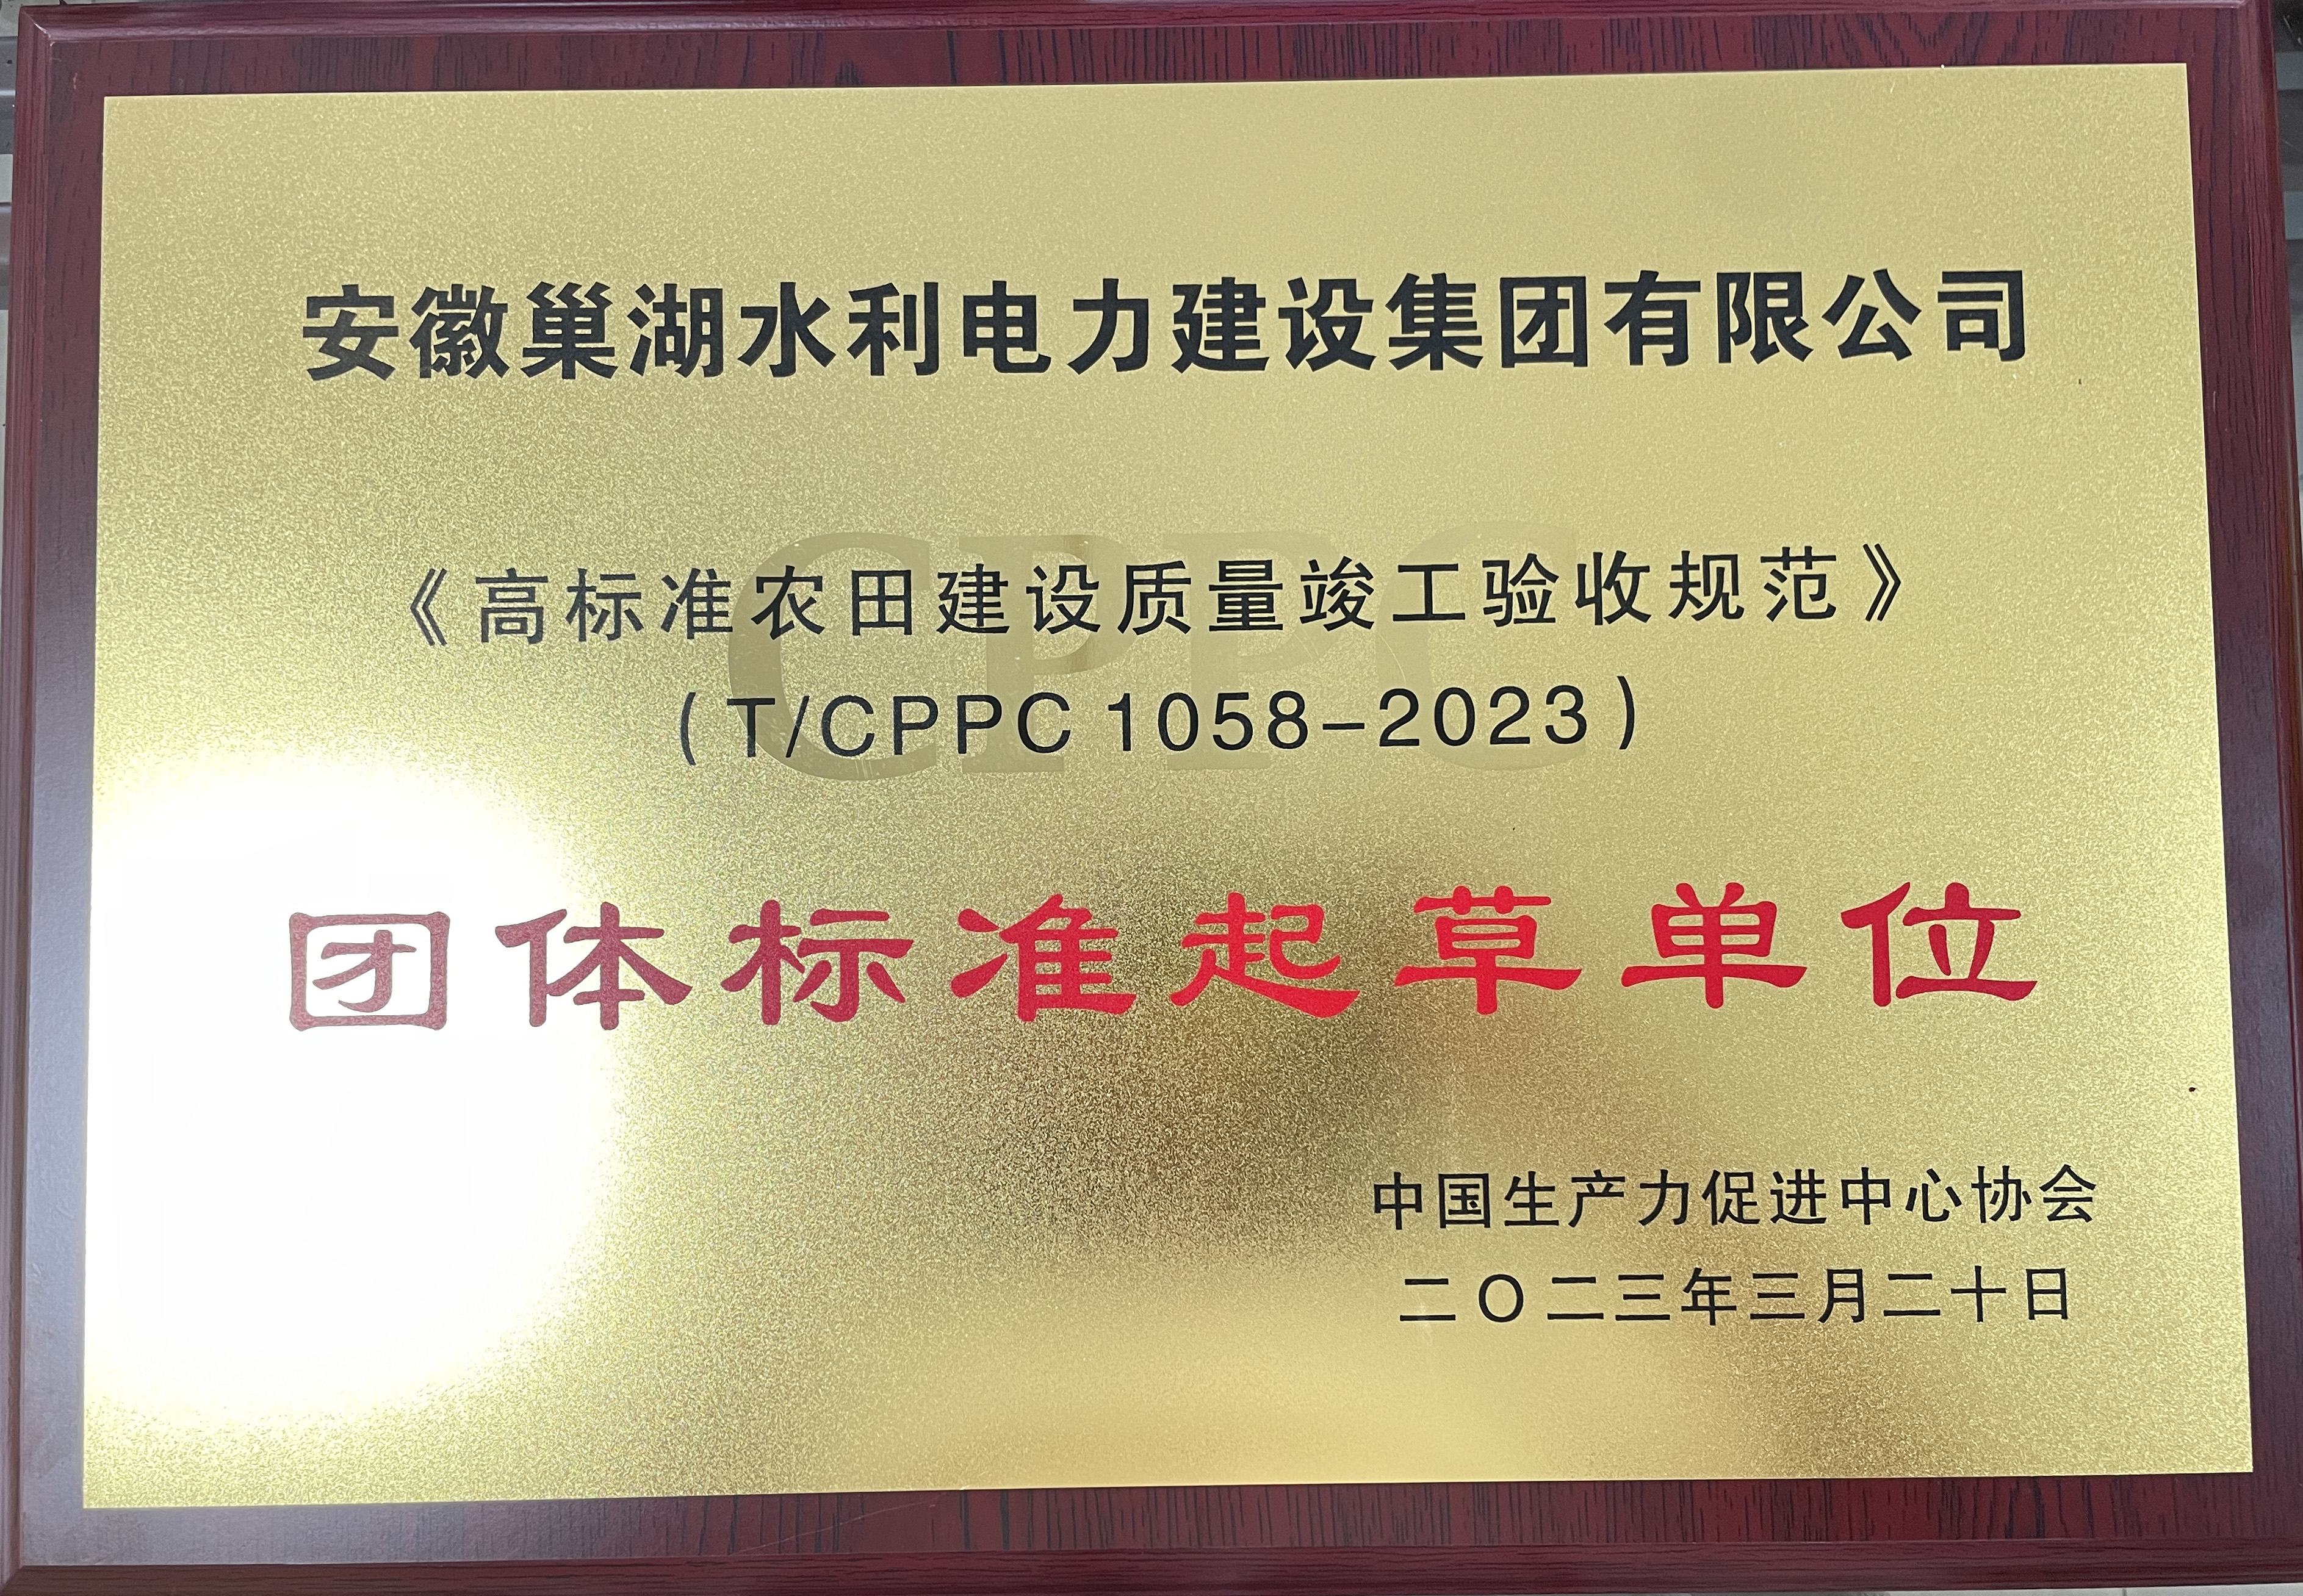 安徽巢湖水利电力建设集团有限公司
CPPC
《高标准农田建设质量竣工验收规范》
（T/CPPC 1058-2023）
团体标准起草单位
中国生产力促进中心协会
二〇二三年三月二十日